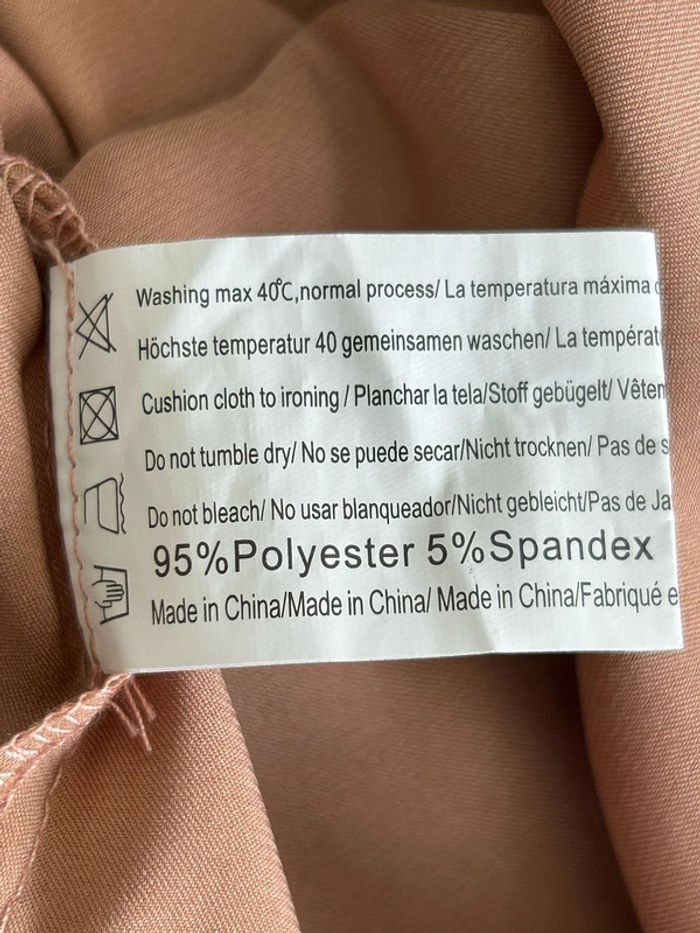 Washing max 40℃,normal process/ La temperatura máxima
Höchste temperatur 40 gemeinsamen waschen/ La températ
Cushion cloth to ironing / Planchar la tela/Stoff gebügelt/ Vêten
Do not tumble dry/ No se puede secar/Nicht trocknen/ Pas de s
Do not bleach/ No usar blanqueador/Nicht gebleicht/Pas de Ja
95%Polyester 5%Spandex
Made in China/Made in China/ Made in China/Fabriqué e